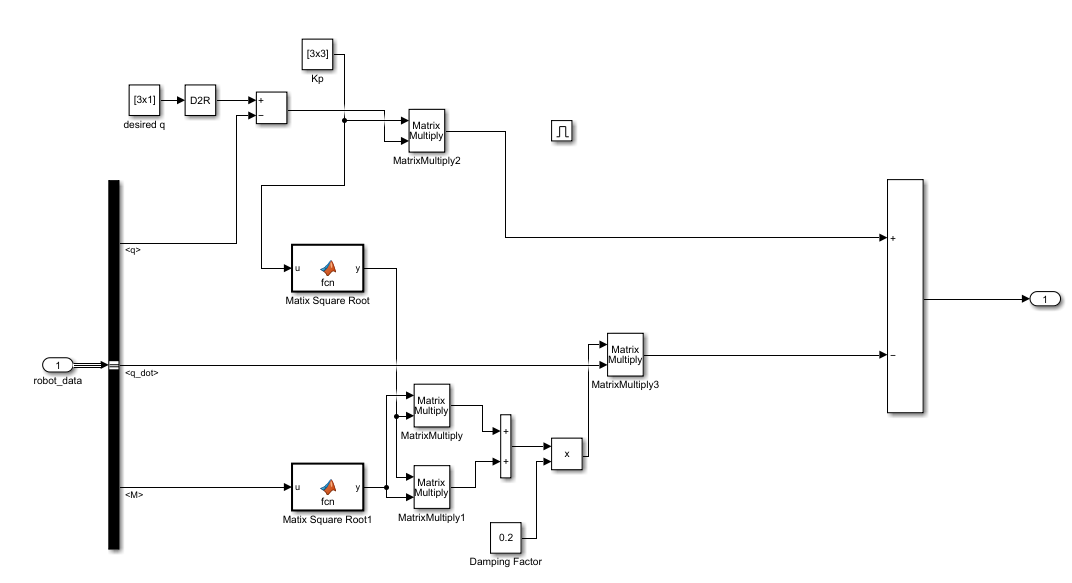 [3x3]
Kp
[3x1]
D2R
+
−
desired q
Matrix
Multiply
MatrixMultiply2
<q>
+
u
y
fcn
Matix Square Root
1
1
robot_data
<q_dot>
Matrix
Multiply
MatrixMultiply3
−
Matrix
Multiply
MatrixMultiply
+
+
x
<M>
u
y
fcn
Matix Square Root1
Matrix
Multiply
MatrixMultiply1
0.2
Damping Factor